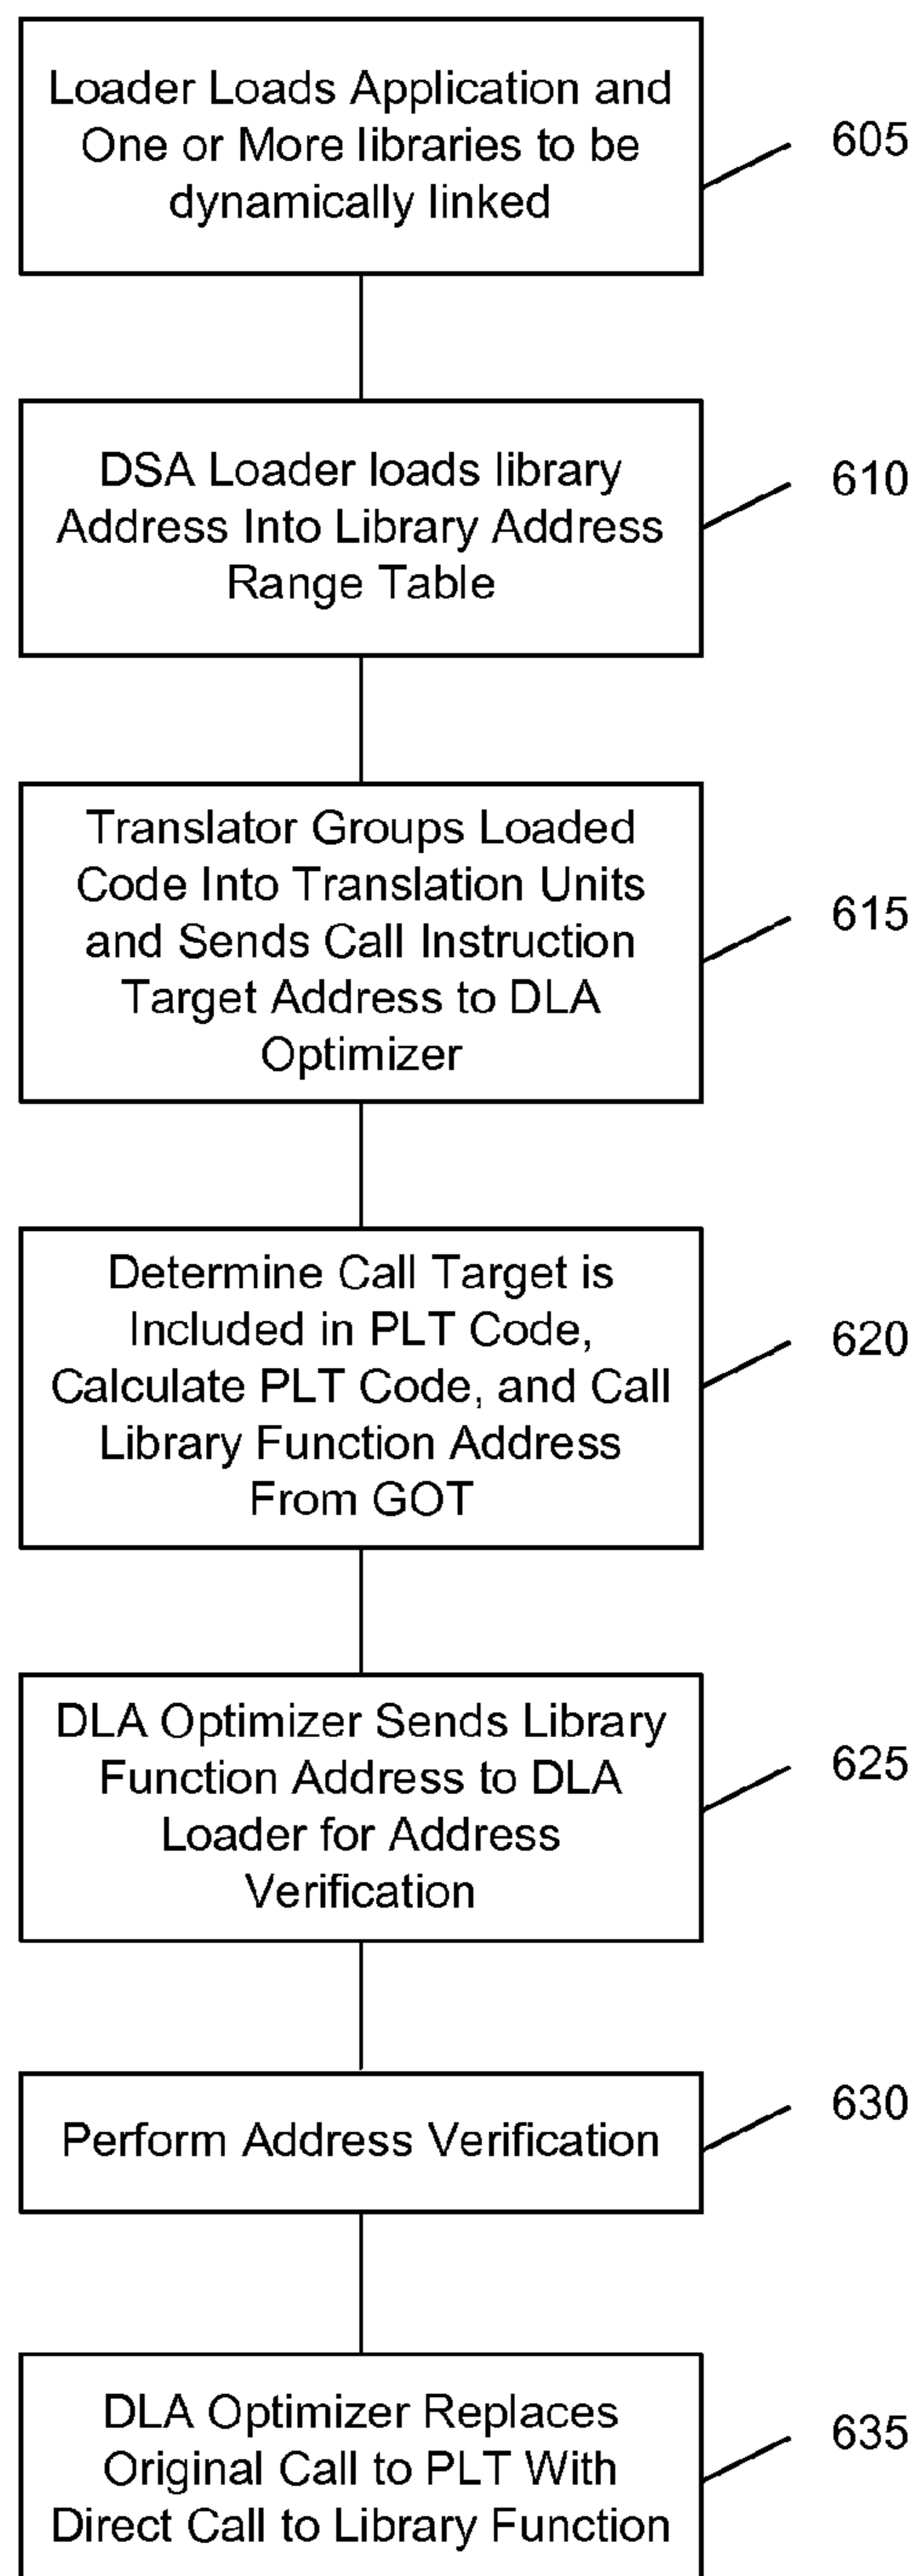 Loader Loads Application and
One or More libraries to be
dynamically linked
605
DSA Loader loads library
Address Into Library Address
Range Table
610
Translator Groups Loaded
Code Into Translation Units
and Sends Call Instruction
Target Address to DLA
Optimizer
615
Determine Call Target is
Included in PLT Code,
Calculate PLT Code, and Call
Library Function Address
From GOT
620
DLA Optimizer Sends Library
Function Address to DLA
Loader for Address
Verification
625
Perform Address Verification
630
DLA Optimizer Replaces
Original Call to PLT With
Direct Call to Library Function
635